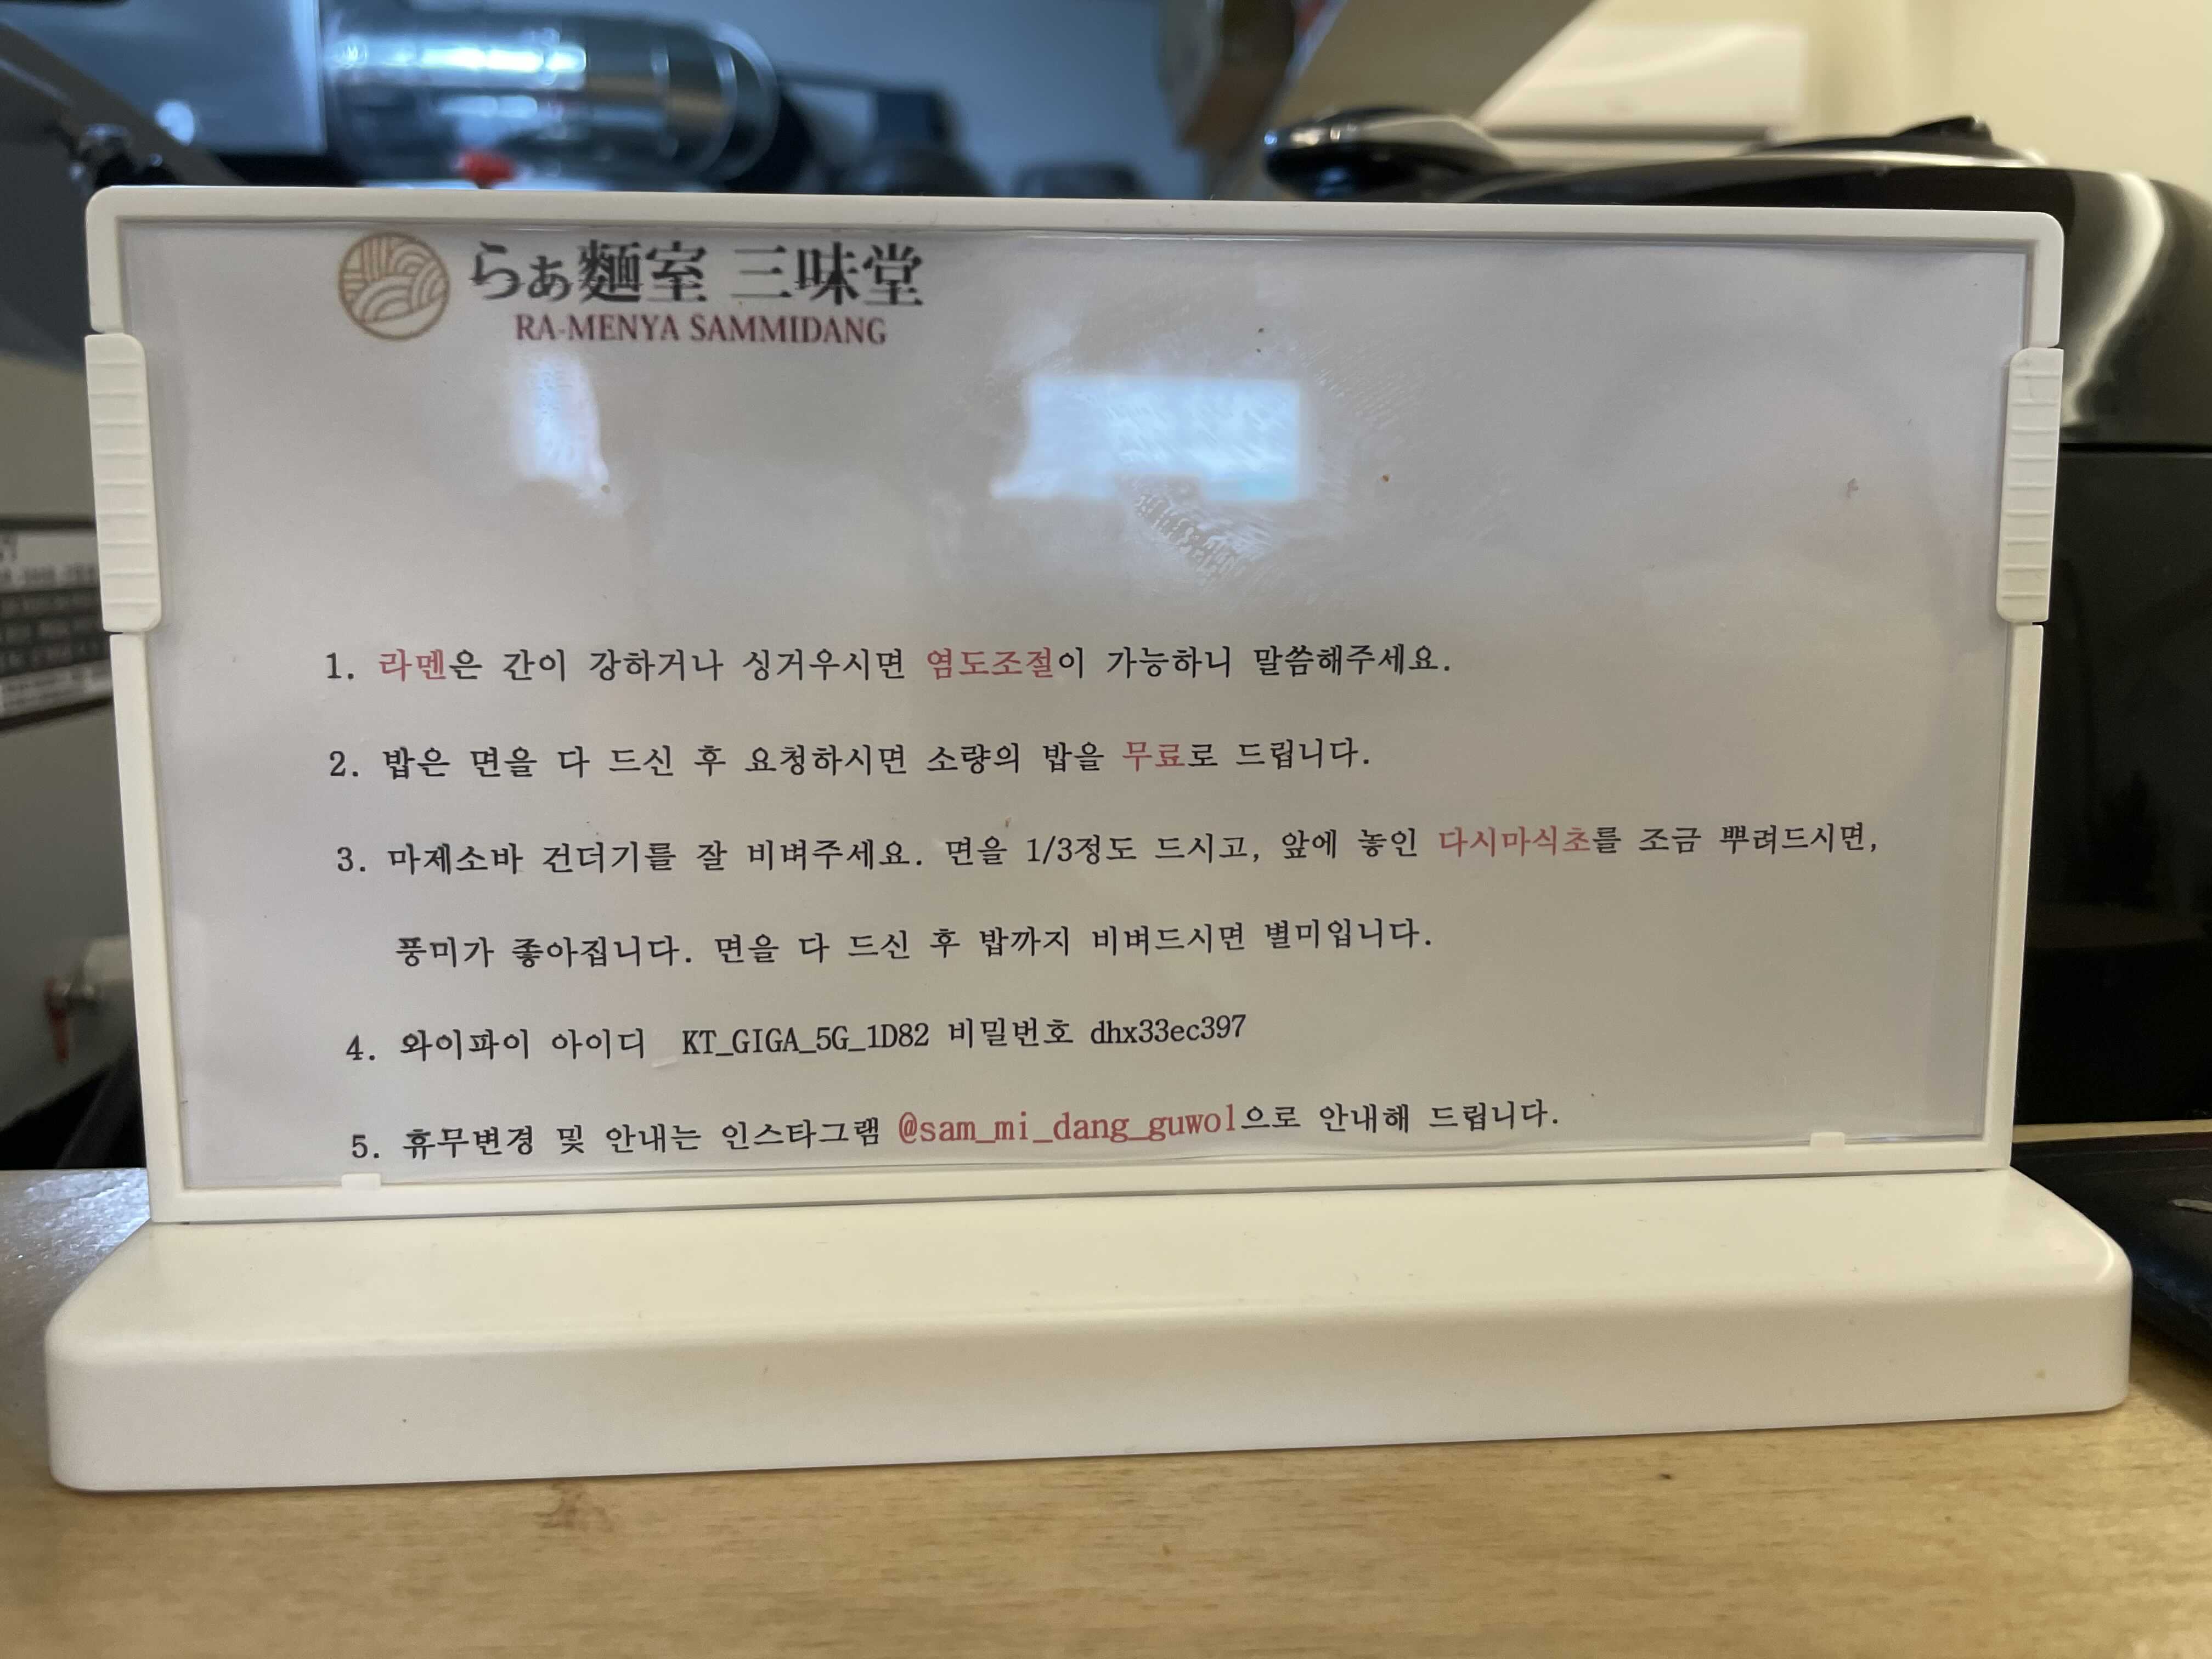 らぁ麺室 三味堂
RA-MENYA SAMMIDANG
1. 라멘은 간이 강하거나 싱거우시면 염도조절이 가능하니 말씀해주세요.
2. 밥은 면을 다 드신 후 요청하시면 소량의 밥을 무료로 드립니다.
3. 마제소바 건더기를 잘 비벼주세요. 면을 1/3정도 드시고, 앞에 놓인 다시마식초를 조금 뿌려드시면,
풍미가 좋아집니다. 면을 다 드신 후 밥까지 비벼드시면 별미입니다.
4. 와이파이 아이디 KT_GIGA_5G_1D82 비밀번호 dhx33ec397
5. 휴무변경 및 안내는 인스타그램 @sam_mi_dang_guwol으로 안내해 드립니다.